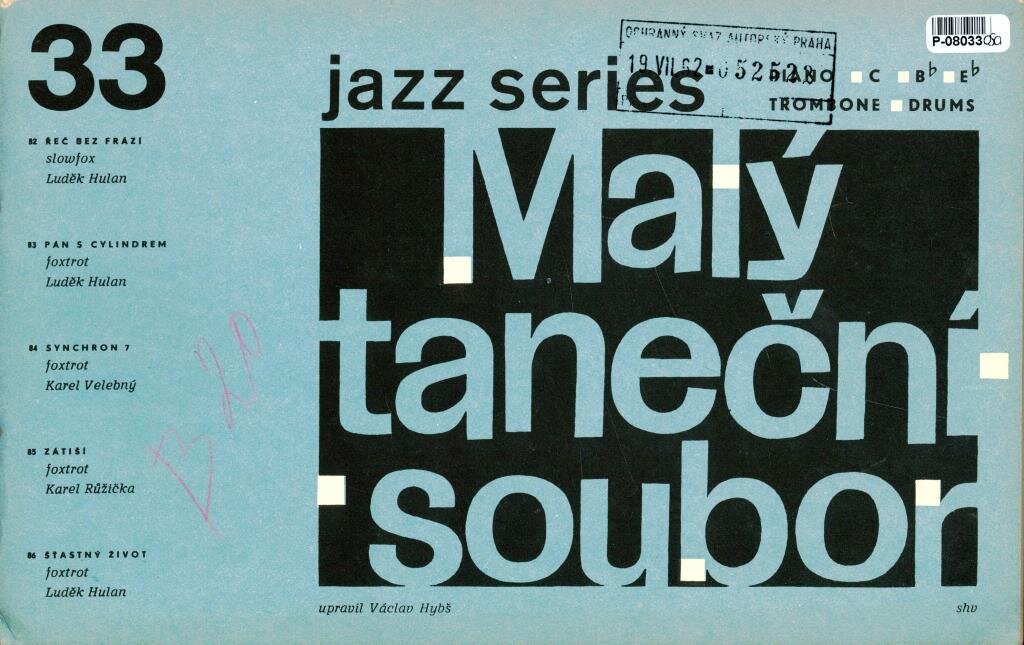 33
82 ŘEČ BEZ FRÁZÍ
slowfox
Luděk Hulan
83 PÁN S CYLINDREM
foxtrot
Luděk Hulan
84 SYNCHRON 7
foxtrot
Karel Velebný
85 ZÁTIŠÍ
foxtrot
Karel Růžička
86 ŠŤASTNÝ ŽIVOT
foxtrot
Luděk Hulan
B 20
jazz series
OCHRANNÝ SVAZ AUTORSKÝ PRAHA
19 VII. 62 052528
PIANO C B♭ E♭
TROMBONE DRUMS
P-08033
Malý
taneční
soubor
upravil Václav Hybš
shv